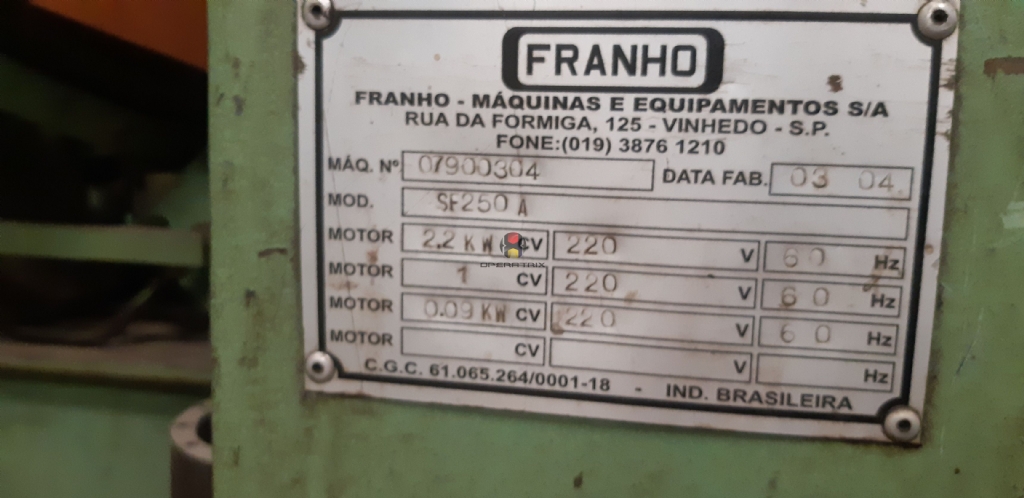 FRANHO
FRANHO - MÁQUINAS E EQUIPAMENTOS S/A
RUA DA FORMIGA, 125 - VINHEDO - S.P.
FONE:(019) 3876 1210
MÁQ. Nº 07900304 DATA FAB. 03 04
MOD. SF250 A
MOTOR 2,2 KW CV 220 V 60 Hz
OPERATRIX
MOTOR 1 CV 220 V 60 Hz
MOTOR 0.09 KW CV 220 V 60 Hz
MOTOR CV V Hz
C.G.C. 61.065.264/0001-18 - IND. BRASILEIRA